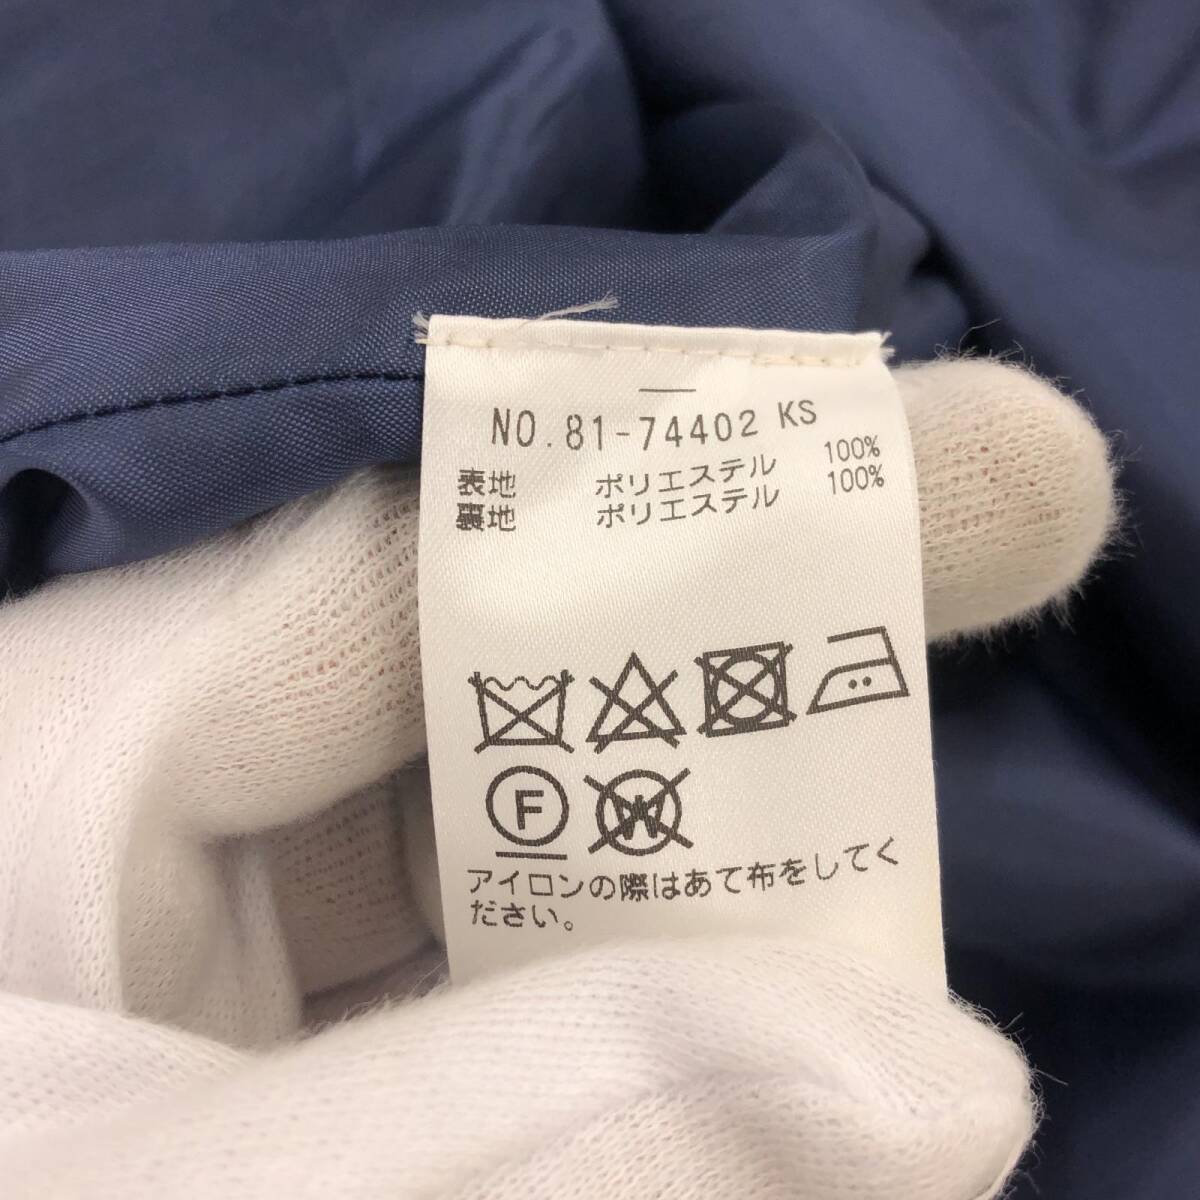 NO.81-74402 KS
表地 ポリエステル 100%
裏地 ポリエステル 100%
F W
アイロンの際はあて布をしてく
ださい。